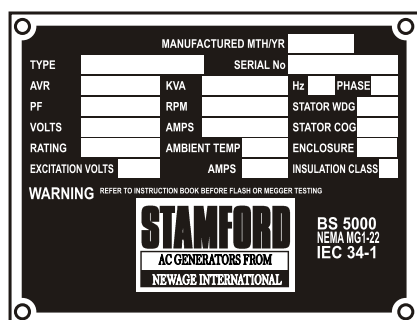 MANUFACTURED MTH/YR
TYPE SERIAL No
AVR KVA Hz PHASE
PF RPM STATOR WDG
VOLTS AMPS STATOR COG
RATING AMBIENT TEMP ENCLOSURE
EXCITATION VOLTS AMPS INSULATION CLASS
WARNING REFER TO INSTRUCTION BOOK BEFORE FLASH OR MEGGER TESTING
STAMFORD
AC GENERATORS FROM
NEWAGE INTERNATIONAL
BS 5000
NEMA MG1-22
IEC 34-1